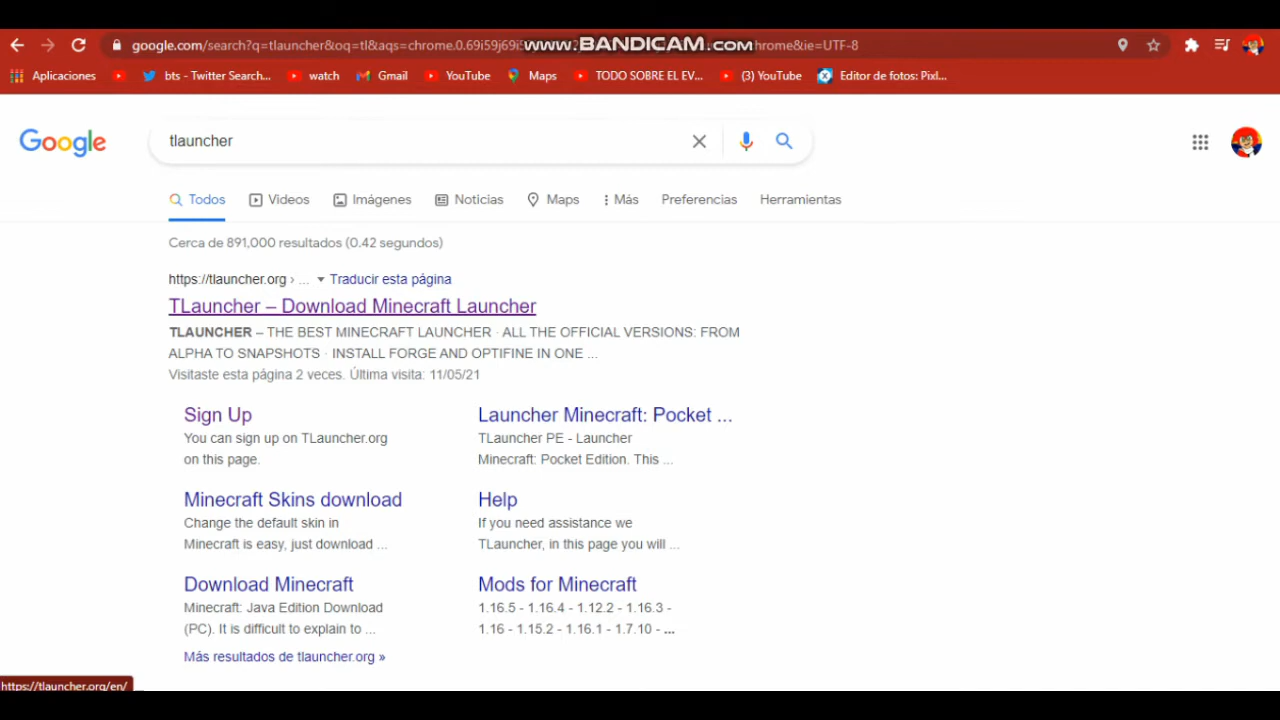 google.com/search?q=tlauncher&oq=tl&aqs=chrome.0.69i59j69i5
www.BANDICAM.com
chrome&ie=UTF-8
Aplicaciones
bts - Twitter Search...
watch
Gmail
YouTube
Maps
TODO SOBRE EL EV...
(3) YouTube
Editor de fotos: Pixl...
Google
tlauncher
Todos
Videos
Imágenes
Noticias
Maps
Más
Preferencias
Herramientas
Cerca de 891,000 resultados (0.42 segundos)
https://tlauncher.org › ... Traducir esta página
TLauncher – Download Minecraft Launcher
TLAUNCHER – THE BEST MINECRAFT LAUNCHER · ALL THE OFFICIAL VERSIONS: FROM
ALPHA TO SNAPSHOTS · INSTALL FORGE AND OPTIFINE IN ONE ...
Visitaste esta página 2 veces. Última visita: 11/05/21
Sign Up
You can sign up on TLauncher.org
on this page.
Launcher Minecraft: Pocket ...
TLauncher PE - Launcher
Minecraft: Pocket Edition. This ...
Minecraft Skins download
Change the default skin in
Minecraft is easy, just download ...
Help
If you need assistance we
TLauncher, in this page you will ...
Download Minecraft
Minecraft: Java Edition Download
(PC). It is difficult to explain to ...
Mods for Minecraft
1.16.5 - 1.16.4 - 1.12.2 - 1.16.3 -
1.16 - 1.15.2 - 1.16.1 - 1.7.10 - ...
Más resultados de tlauncher.org »
https://tlauncher.org/en/